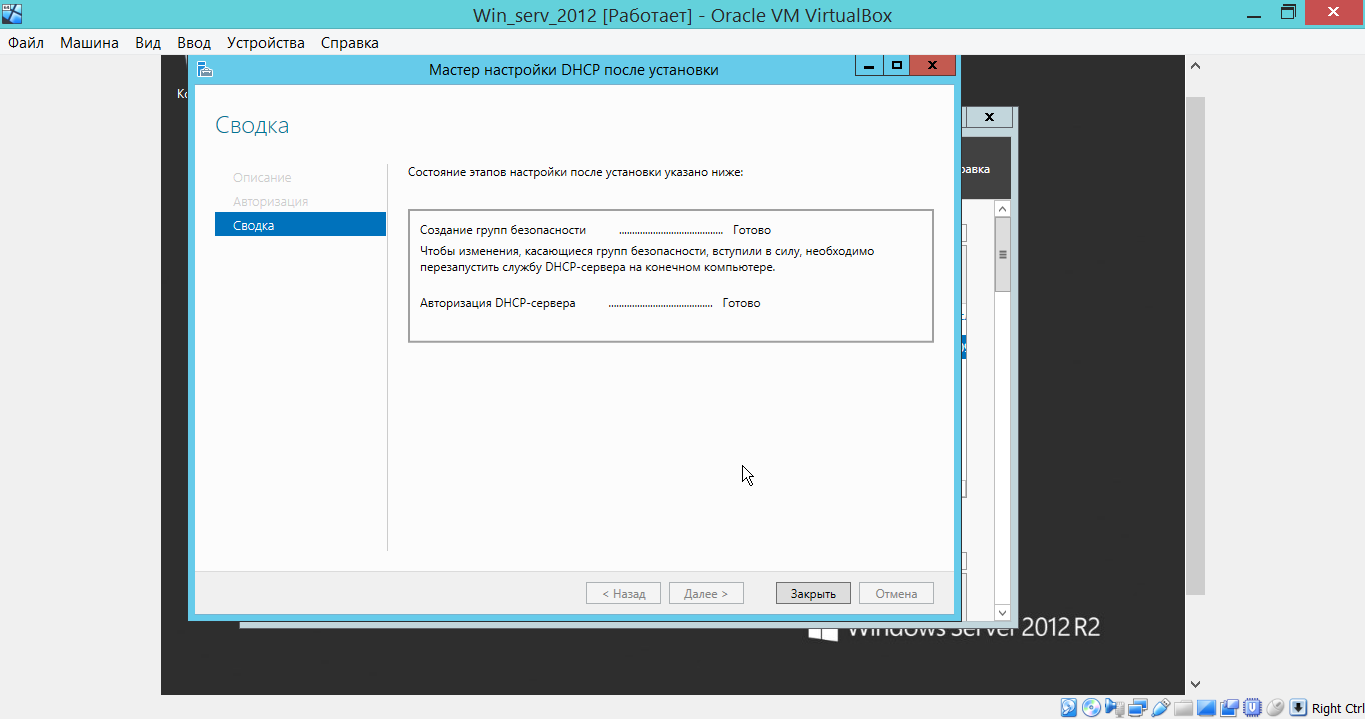 Win_serv_2012 [Работает] - Oracle VM VirtualBox
Файл Машина Вид Ввод Устройства Справка
Мастер настройки DHCP после установки
Сводка
Описание
Авторизация
Сводка
Состояние этапов настройки после установки указано ниже:
Создание групп безопасности ........................................ Готово
Чтобы изменения, касающиеся групп безопасности, вступили в силу, необходимо
перезапустить службу DHCP-сервера на конечном компьютере.
Авторизация DHCP-сервера ........................................ Готово
< Назад Далее > Закрыть Отмена
Windows Server 2012 R2
Right Ctrl